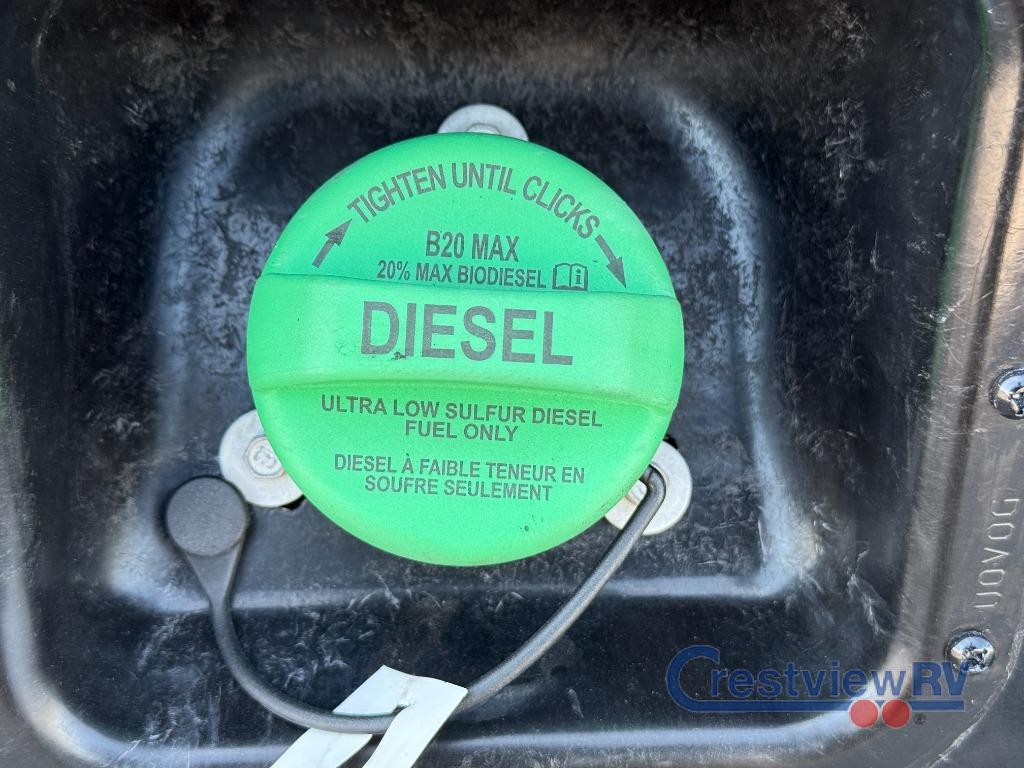 TIGHTEN UNTIL CLICKS
B20 MAX
20% MAX BIODIESEL
DIESEL
ULTRA LOW SULFUR DIESEL
FUEL ONLY
DIESEL À FAIBLE TENEUR EN
SOUFRE SEULEMENT
CrestviewRV